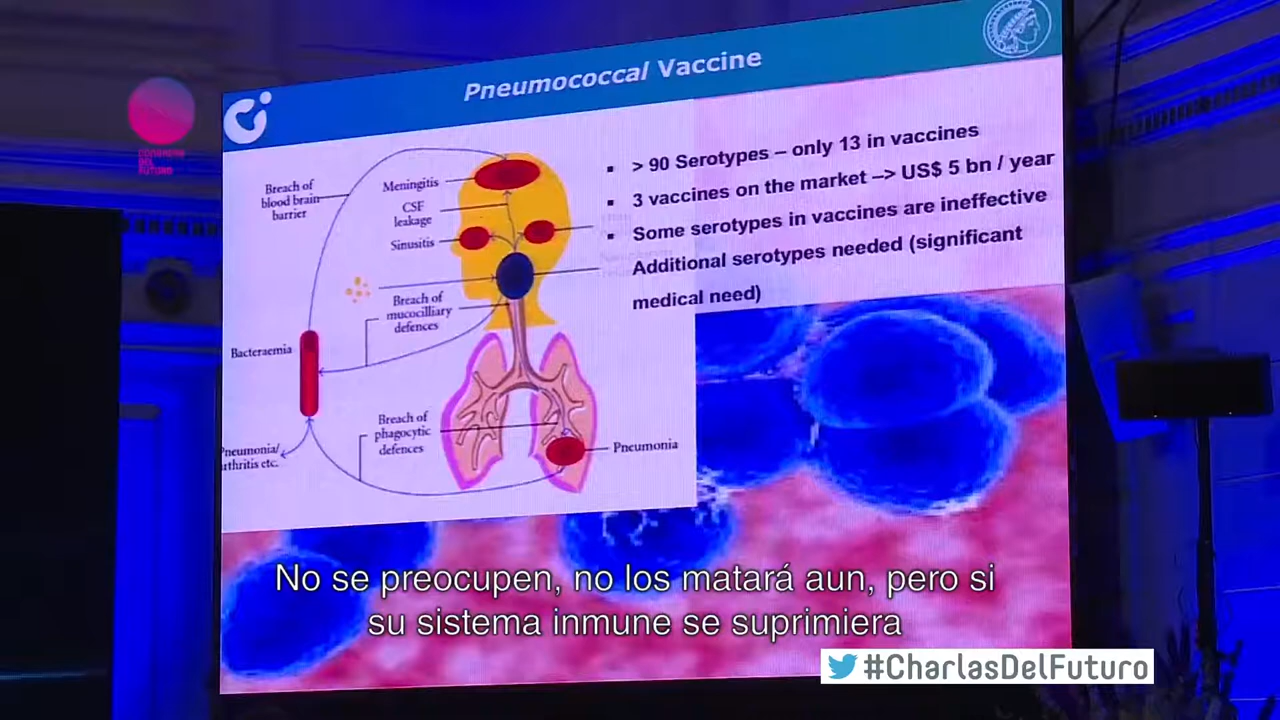 Pneumococcal Vaccine
CONGRESO
DEL
FUTURO
> 90 Serotypes – only 13 in vaccines
3 vaccines on the market –> US$ 5 bn / year
Some serotypes in vaccines are ineffective
Additional serotypes needed (significant
medical need)
Breach of
blood brain
barrier
Meningitis
CSF
leakage
Sinusitis
Breach of
mucocilliary
defences
Bacteraemia
Breach of
phagocytic
defences
Pneumonia/
Pneumonia
etc.
No se preocupen, no los matará aun, pero si
su sistema inmune se suprimiera
#CharlasDelFuturo